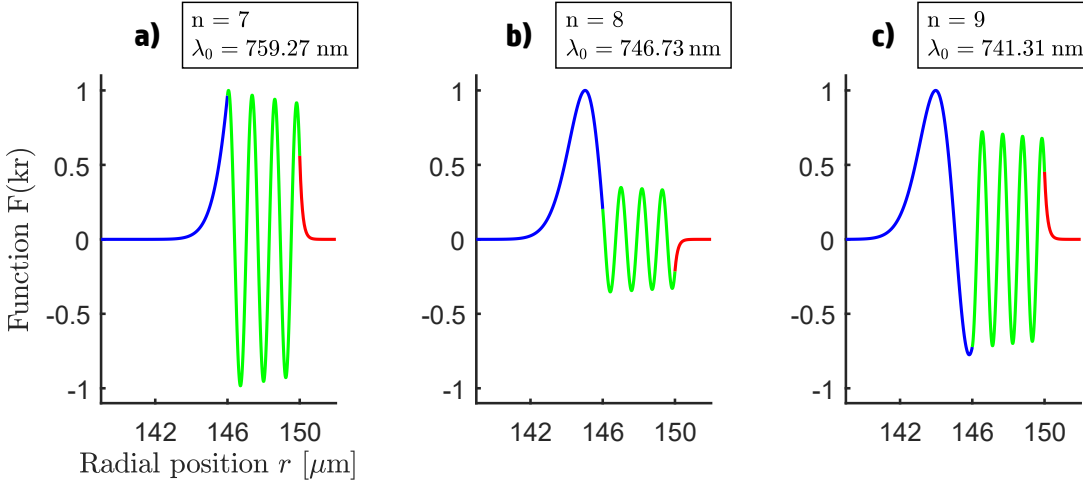 a)
n = 7
λ₀ = 759.27 nm
b)
n = 8
λ₀ = 746.73 nm
c)
n = 9
λ₀ = 741.31 nm
Function F(kr)
1
0.5
0
-0.5
-1
142 146 150
1
0.5
0
-0.5
-1
142 146 150
1
0.5
0
-0.5
-1
142 146 150
Radial position r [μm]